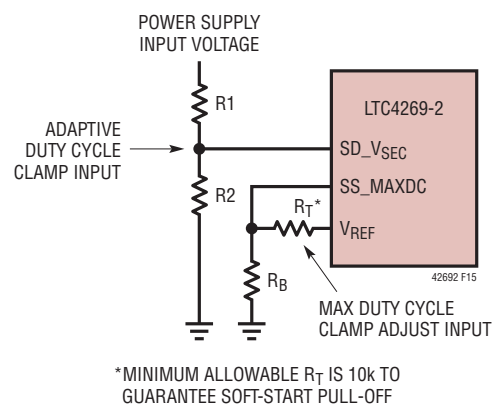 POWER SUPPLY
INPUT VOLTAGE
R1
LTC4269-2
ADAPTIVE
DUTY CYCLE
CLAMP INPUT
SD_VSEC
R2
SS_MAXDC
RT*
VREF
RB
42692 F15
MAX DUTY CYCLE
CLAMP ADJUST INPUT
*MINIMUM ALLOWABLE RT IS 10k TO
GUARANTEE SOFT-START PULL-OFF